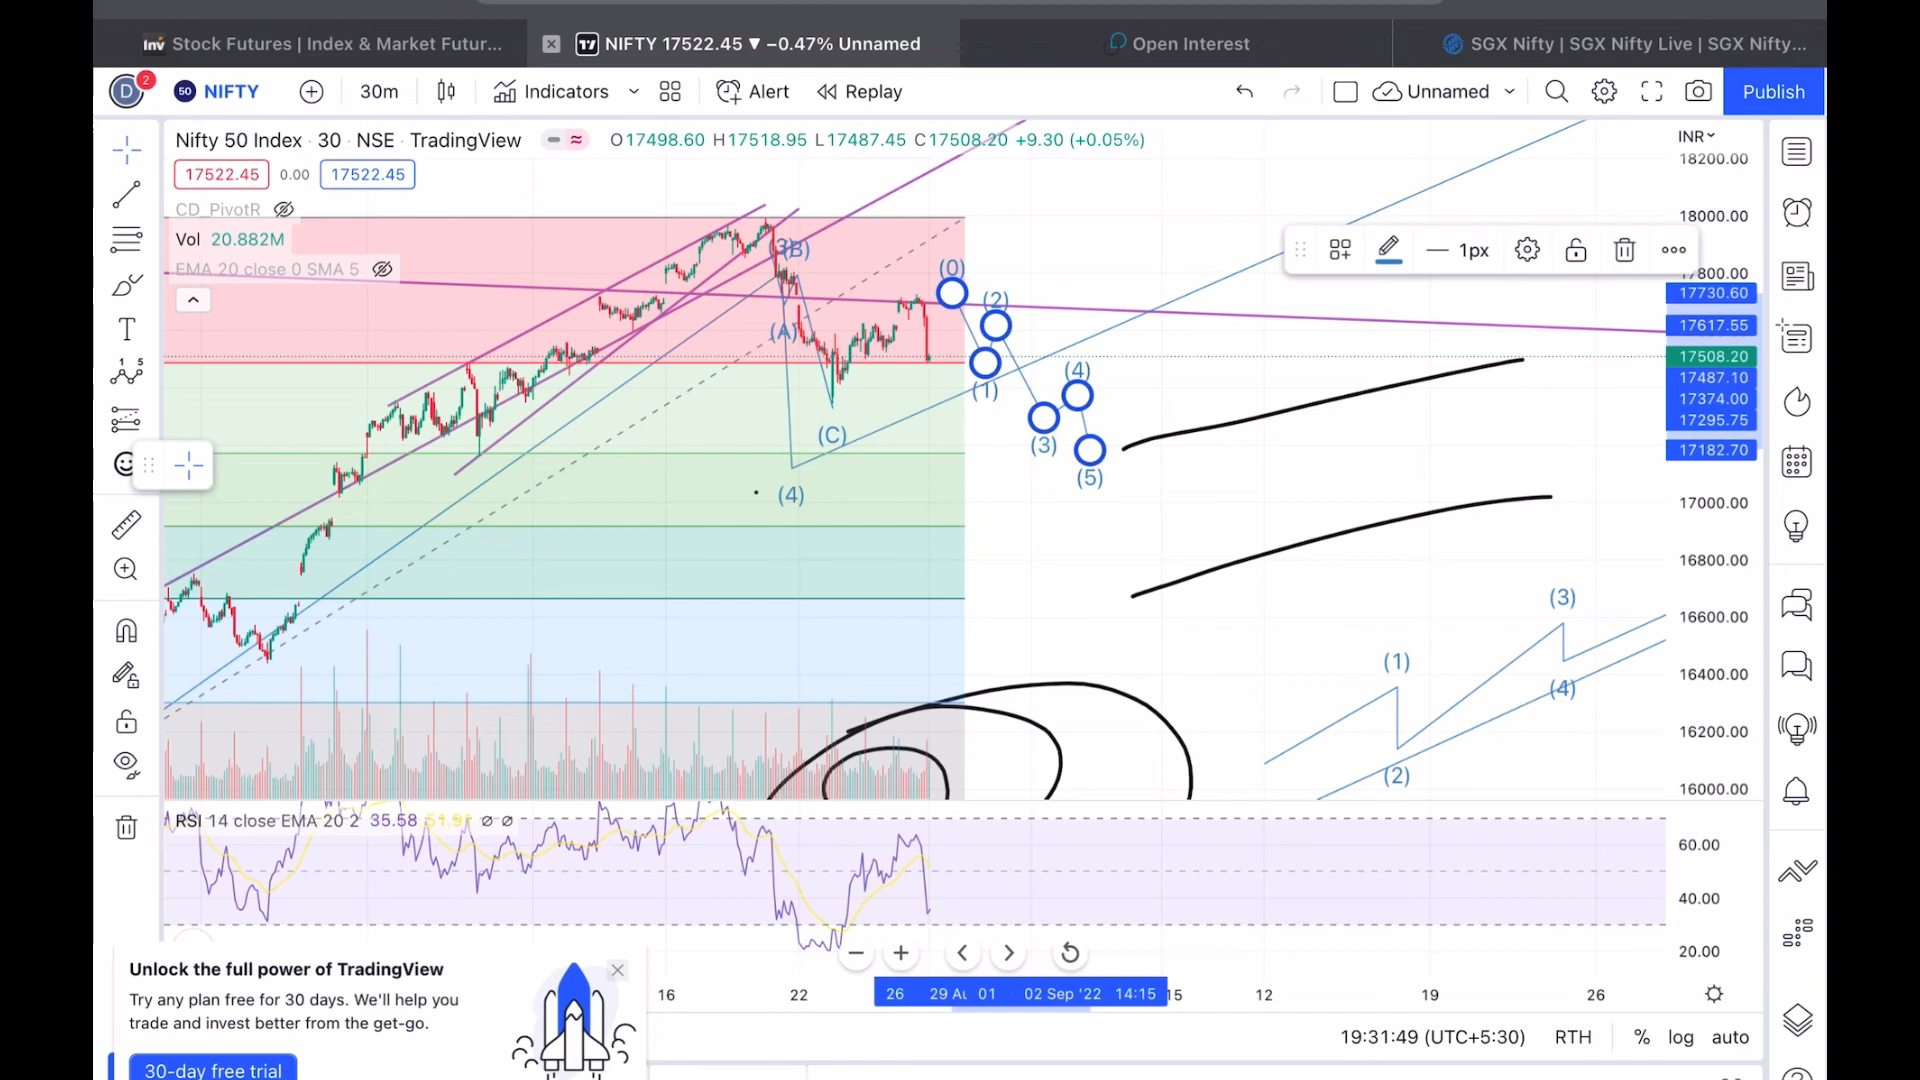 Stock Futures | Index & Market Futur...
NIFTY 17522.45 ▼ −0.47% Unnamed
Open Interest
SGX Nifty | SGX Nifty Live | SGX Nifty...
D
2
50 NIFTY
30m
Indicators
Alert
Replay
Unnamed
Publish
Nifty 50 Index · 30 · NSE · TradingView
O17498.60 H17518.95 L17487.45 C17508.20 +9.30 (+0.05%)
INR
17522.45 0.00 17522.45
CD_PivotR
Vol 20.882M
EMA 20 close 0 SMA 5
1px
18200.00
18000.00
17800.00
17730.60
17617.55
17508.20
17487.10
17374.00
17295.75
17182.70
17000.00
16800.00
16600.00
16400.00
16200.00
16000.00
(B)
(A)
(C)
(4)
(0)
(2)
(1)
(4)
(3)
(5)
(3)
(1)
(4)
(2)
RSI 14 close EMA 20 2 35.58 51.91 ∅ ∅
60.00
40.00
20.00
16 22 26 29 Au 01 02 Sep '22 14:15 15 12 19 26
Unlock the full power of TradingView
Try any plan free for 30 days. We'll help you
trade and invest better from the get-go.
30-day free trial
19:31:49 (UTC+5:30) RTH % log auto